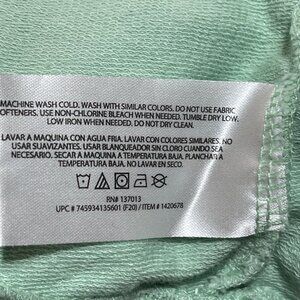 MACHINE WASH COLD. WASH WITH SIMILAR COLORS. DO NOT USE FABRIC
SOFTENERS. USE NON-CHLORINE BLEACH WHEN NEEDED. TUMBLE DRY LOW.
LOW IRON WHEN NEEDED. DO NOT DRY CLEAN.
LAVAR A MAQUINA CON AGUA FRIA. LAVAR CON COLORES SIMILARES. NO
USAR SUAVIZANTES. USAR BLANQUEADOR SIN CLORO CUANDO SEA
NECESARIO. SECAR A MÁQUINA A TEMPERATURA BAJA. PLANCHAR A
TEMPERATURA BAJA. NO LAVAR EN SECO.
RN# 137013
UPC # 745934135601 (F20) / ITEM # 1420678